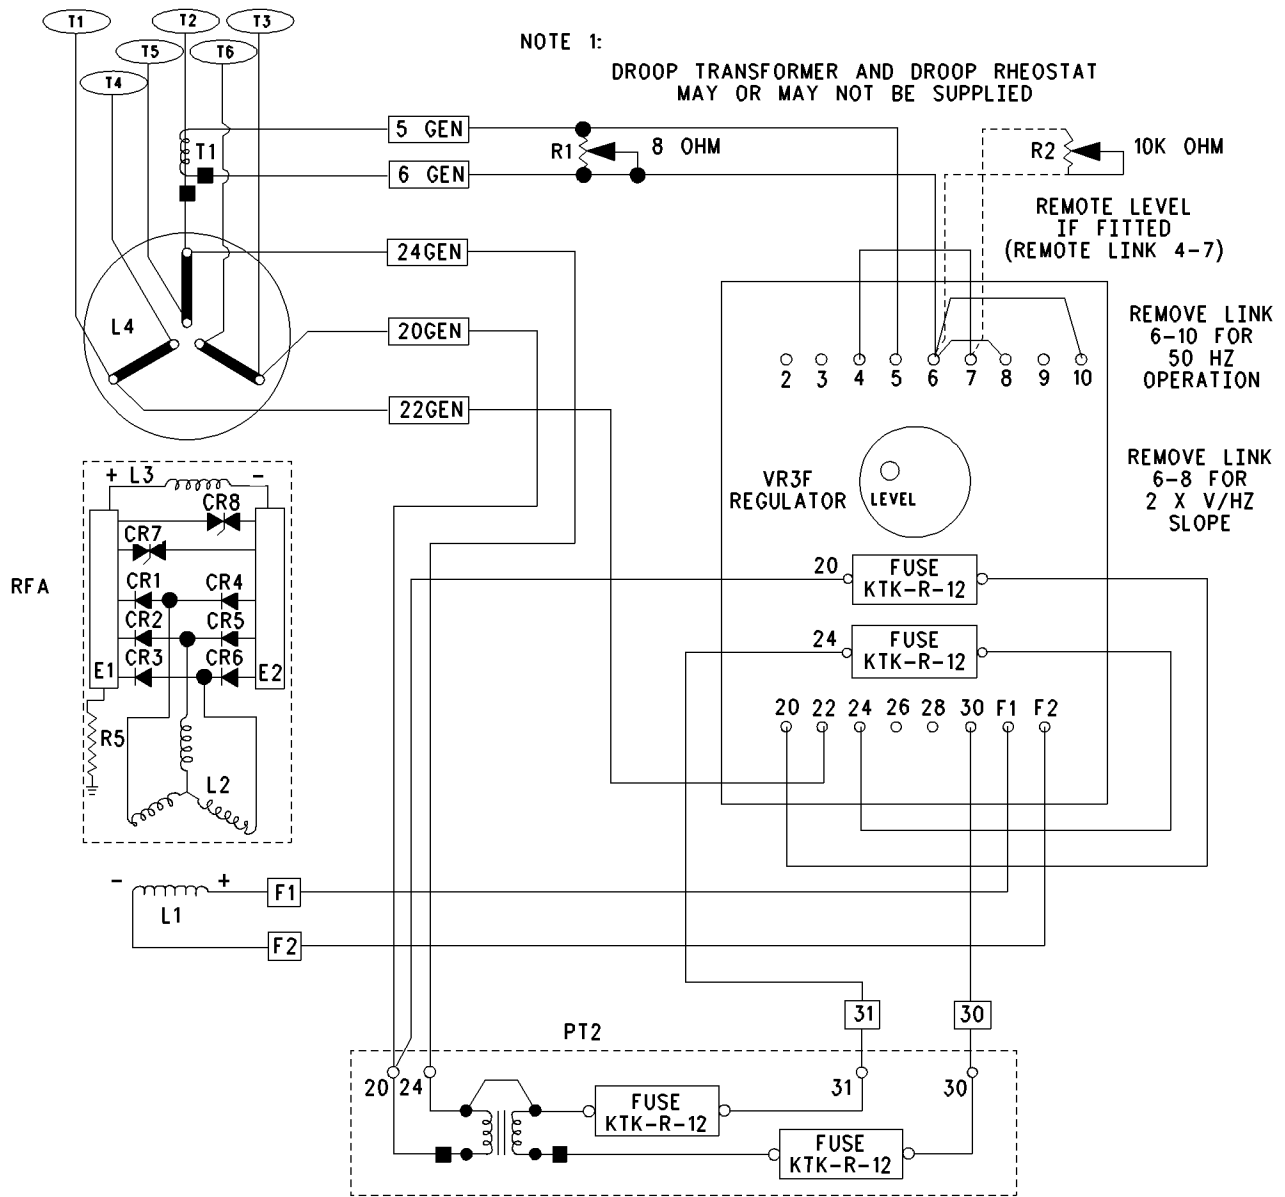 T1
T2
T3
T5
T6
T4
NOTE 1:
DROOP TRANSFORMER AND DROOP RHEOSTAT
MAY OR MAY NOT BE SUPPLIED
5 GEN
T1
R1
8 OHM
R2
10K OHM
6 GEN
REMOTE LEVEL
IF FITTED
(REMOTE LINK 4-7)
24GEN
L4
20GEN
22GEN
2
3
4
5
6
7
8
9
10
REMOVE LINK
6-10 FOR
50 HZ
OPERATION
VR3F
REGULATOR
LEVEL
REMOVE LINK
6-8 FOR
2 X V/HZ
SLOPE
+
L3
-
CR8
CR7
RFA
CR1
CR4
CR2
CR5
CR3
CR6
E1
E2
R5
L2
20
FUSE
KTK-R-12
24
FUSE
KTK-R-12
20
22
24
26
28
30
F1
F2
-
+
L1
F1
F2
31
30
PT2
20
24
31
30
FUSE
KTK-R-12
FUSE
KTK-R-12